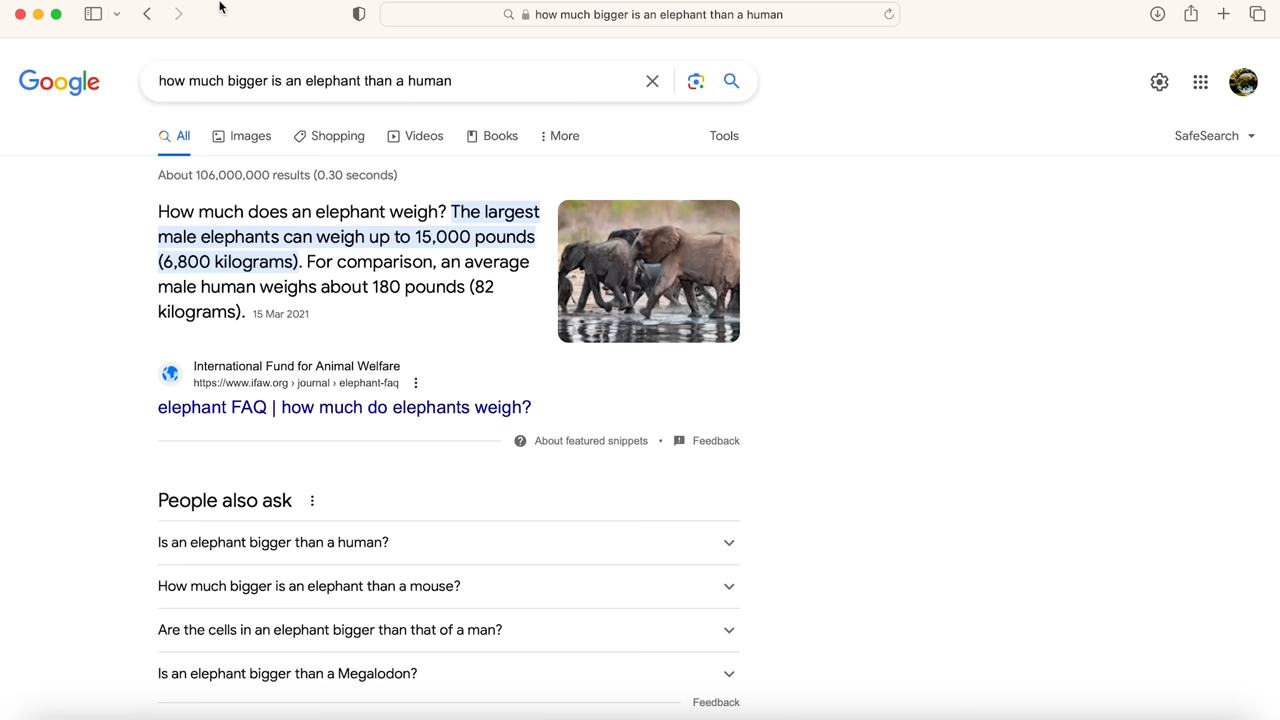 how much bigger is an elephant than a human
Google
how much bigger is an elephant than a human
All Images Shopping Videos Books More Tools SafeSearch
About 106,000,000 results (0.30 seconds)
How much does an elephant weigh? The largest
male elephants can weigh up to 15,000 pounds
(6,800 kilograms). For comparison, an average
male human weighs about 180 pounds (82
kilograms). 15 Mar 2021
International Fund for Animal Welfare
https://www.ifaw.org › journal › elephant-faq
elephant FAQ | how much do elephants weigh?
About featured snippets • Feedback
People also ask
Is an elephant bigger than a human?
How much bigger is an elephant than a mouse?
Are the cells in an elephant bigger than that of a man?
Is an elephant bigger than a Megalodon?
Feedback